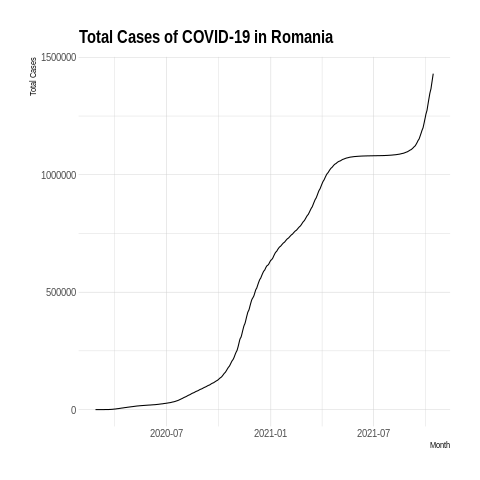 Total Cases of COVID-19 in Romania
Total Cases
1500000
1000000
500000
0
2020-07 2021-01 2021-07
Month